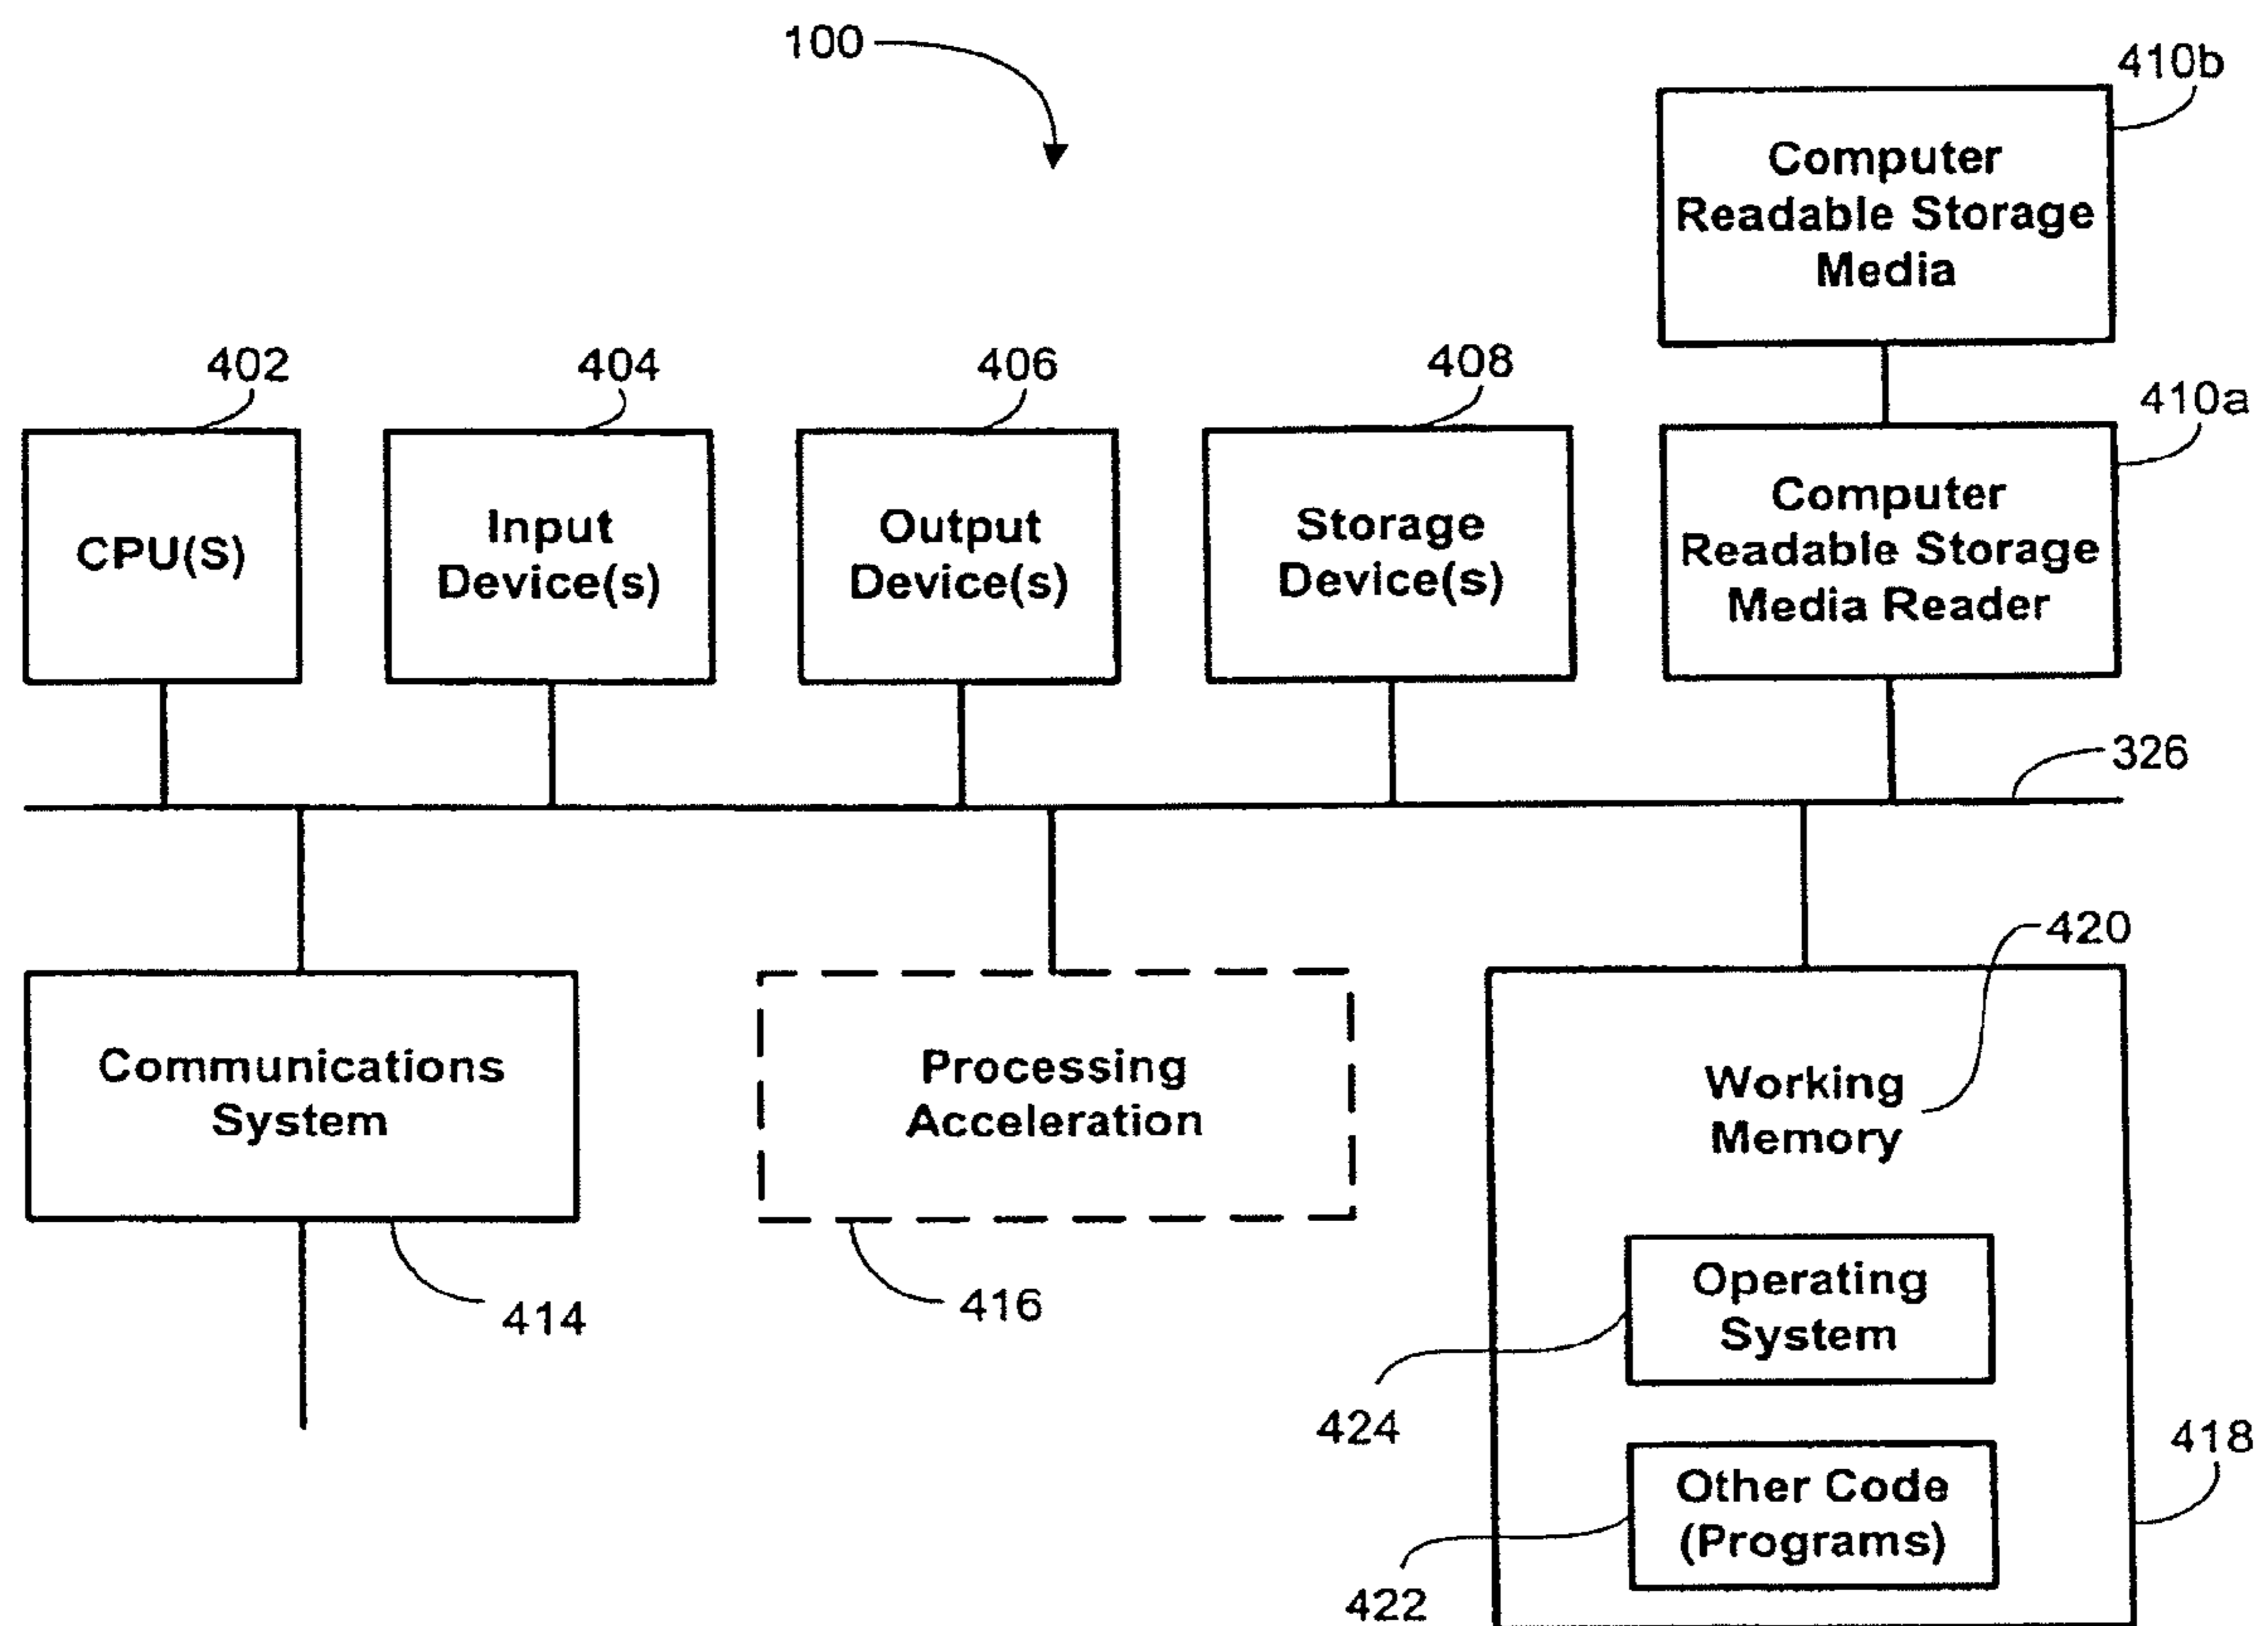 100
410b
Computer
Readable Storage
Media
402
404
406
408
410a
CPU(S)
Input
Device(s)
Output
Device(s)
Storage
Device(s)
Computer
Readable Storage
Media Reader
326
420
Communications
System
Processing
Acceleration
Working
Memory
414
416
Operating
System
424
418
Other Code
(Programs)
422